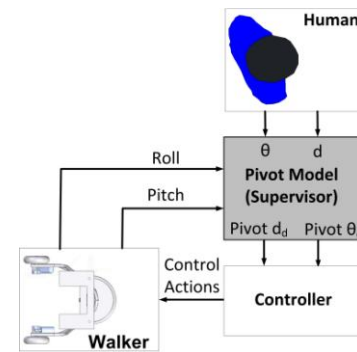 Human
θ d
Roll
Pivot Model
(Supervisor)
Pitch
Pivot d_d Pivot θ
Control
Actions
Controller
Walker